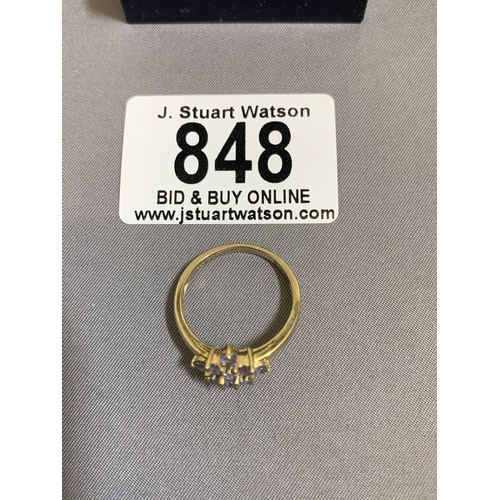 J. Stuart Watson
848
BID & BUY ONLINE
www.jstuartwatson.com